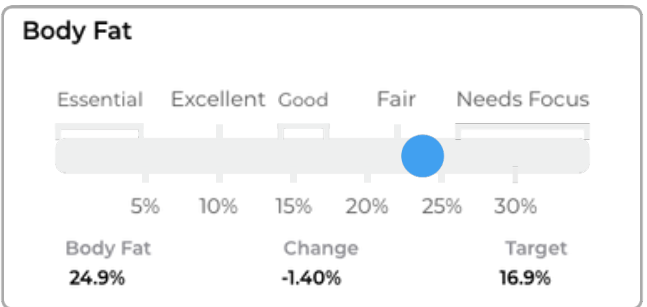 Body Fat
Essential Excellent Good Fair Needs Focus
5% 10% 15% 20% 25% 30%
Body Fat Change Target
24.9% -1.40% 16.9%